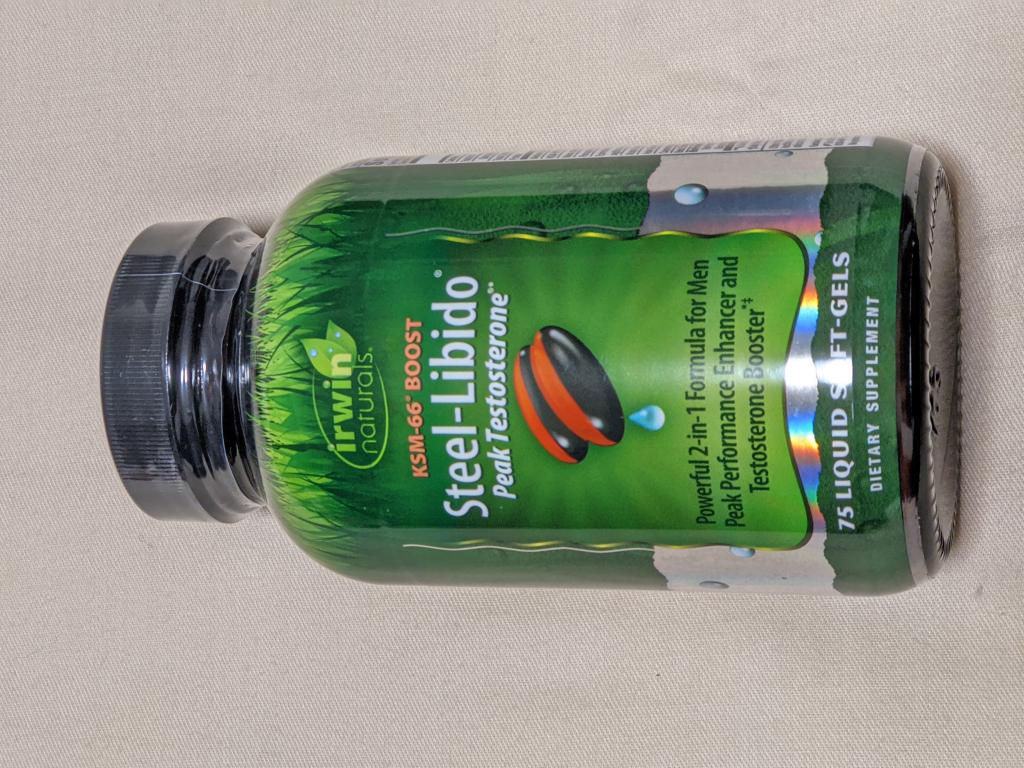 irwin
naturals®
KSM-66® BOOST
Steel-Libido®
Peak Testosterone**
Powerful 2-in-1 Formula for Men
Peak Performance Enhancer and
Testosterone Booster*‡
75 LIQUID SOFT-GELS
DIETARY SUPPLEMENT